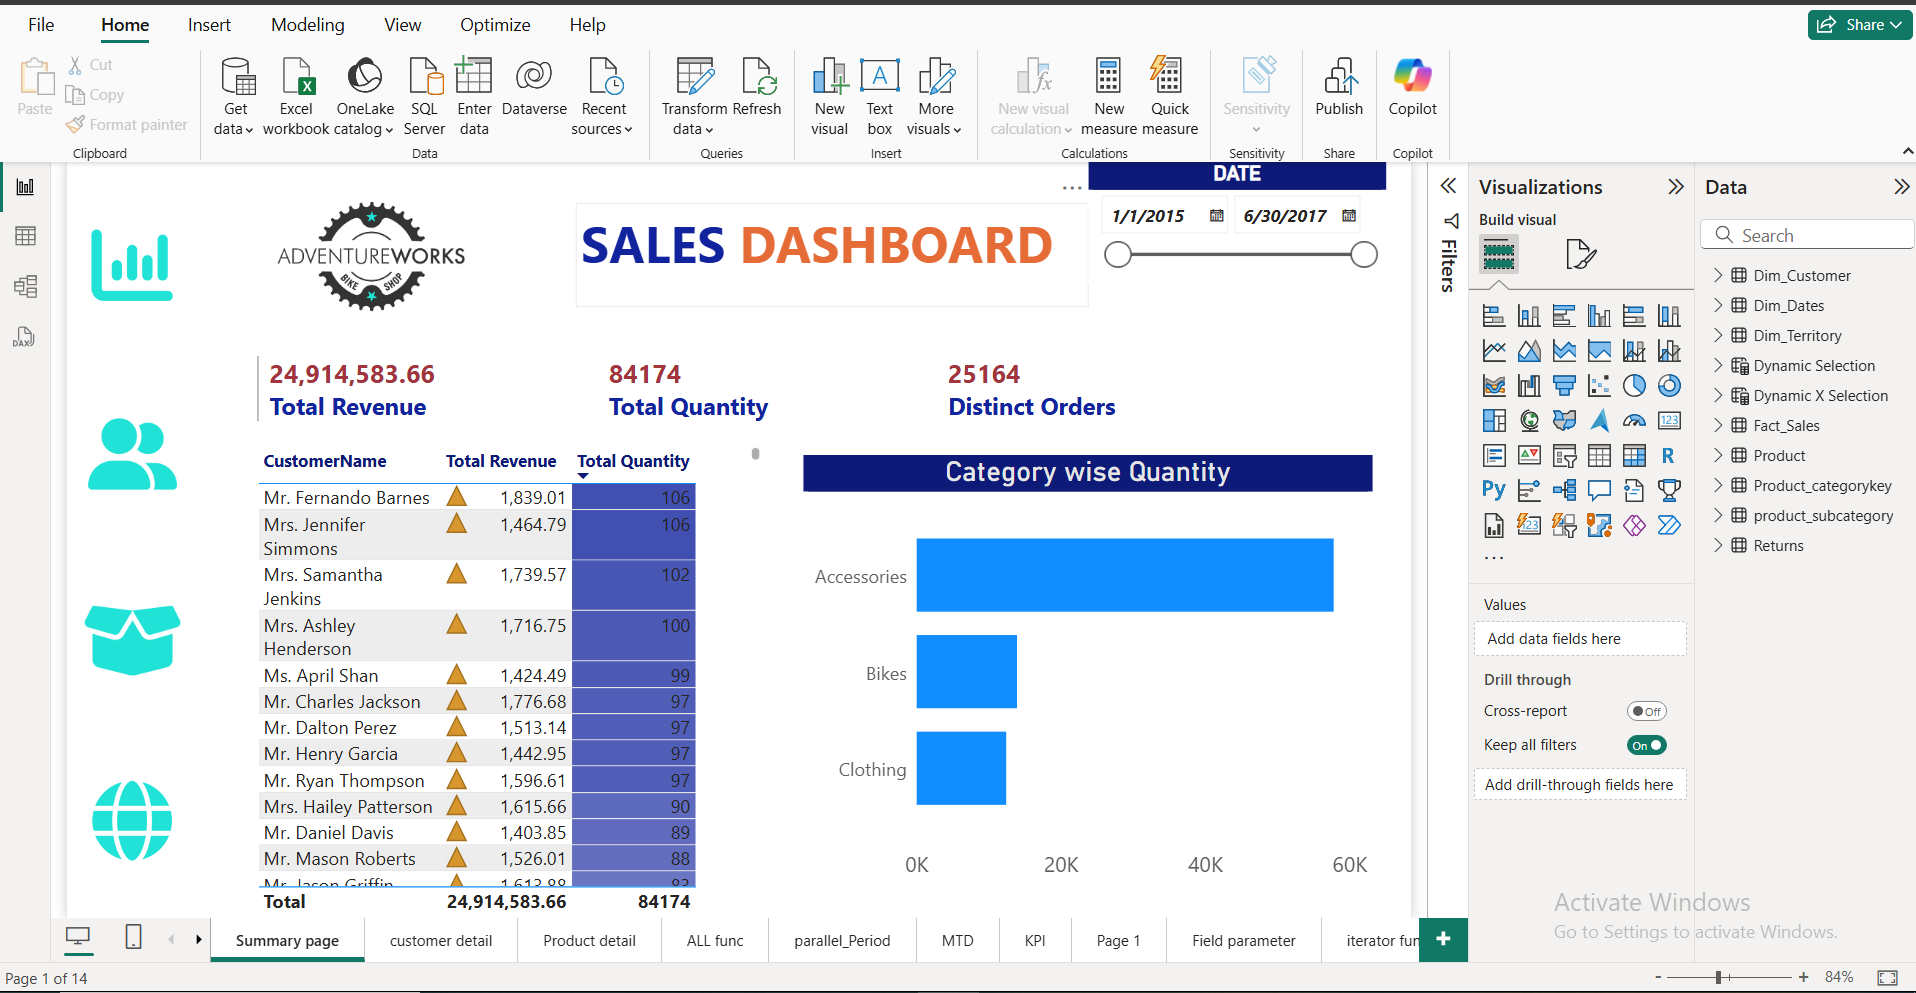 File Home Insert Modeling View Optimize Help Share
Paste
Cut
Copy
Format painter
Clipboard
Get data
Excel workbook
OneLake catalog
SQL Server
Enter data
Dataverse
Recent sources
Data
Transform data
Refresh
Queries
New visual
Text box
More visuals
Insert
New visual calculation
New measure
Quick measure
Calculations
Sensitivity
Sensitivity
Publish
Share
Copilot
Copilot
DAX
ADVENTUREWORKS
BIKE SHOP
SALES DASHBOARD
DATE
1/1/2015 6/30/2017
24,914,583.66
Total Revenue
84174
Total Quantity
25164
Distinct Orders
CustomerName Total Revenue Total Quantity
Mr. Fernando Barnes 1,839.01 106
Mrs. Jennifer Simmons 1,464.79 106
Mrs. Samantha Jenkins 1,739.57 102
Mrs. Ashley Henderson 1,716.75 100
Ms. April Shan 1,424.49 99
Mr. Charles Jackson 1,776.68 97
Mr. Dalton Perez 1,513.14 97
Mr. Henry Garcia 1,442.95 97
Mr. Ryan Thompson 1,596.61 97
Mrs. Hailey Patterson 1,615.66 90
Mr. Daniel Davis 1,403.85 89
Mr. Mason Roberts 1,526.01 88
Mr. Jason Griffin 1,613.88
Total 24,914,583.66 84174
Category wise Quantity
Accessories
Bikes
Clothing
0K 20K 40K 60K
Filters
Visualizations
Build visual
123
R
Py
123
Values
Add data fields here
Drill through
Cross-report Off
Keep all filters On
Add drill-through fields here
Data
Search
Dim_Customer
Dim_Dates
Dim_Territory
Dynamic Selection
Dynamic X Selection
Fact_Sales
Product
Product_categorykey
product_subcategory
Returns
Activate Windows
Go to Settings to activate Windows.
Summary page customer detail Product detail ALL func parallel_Period MTD KPI Page 1 Field parameter iterator fun
Page 1 of 14
- + 84%